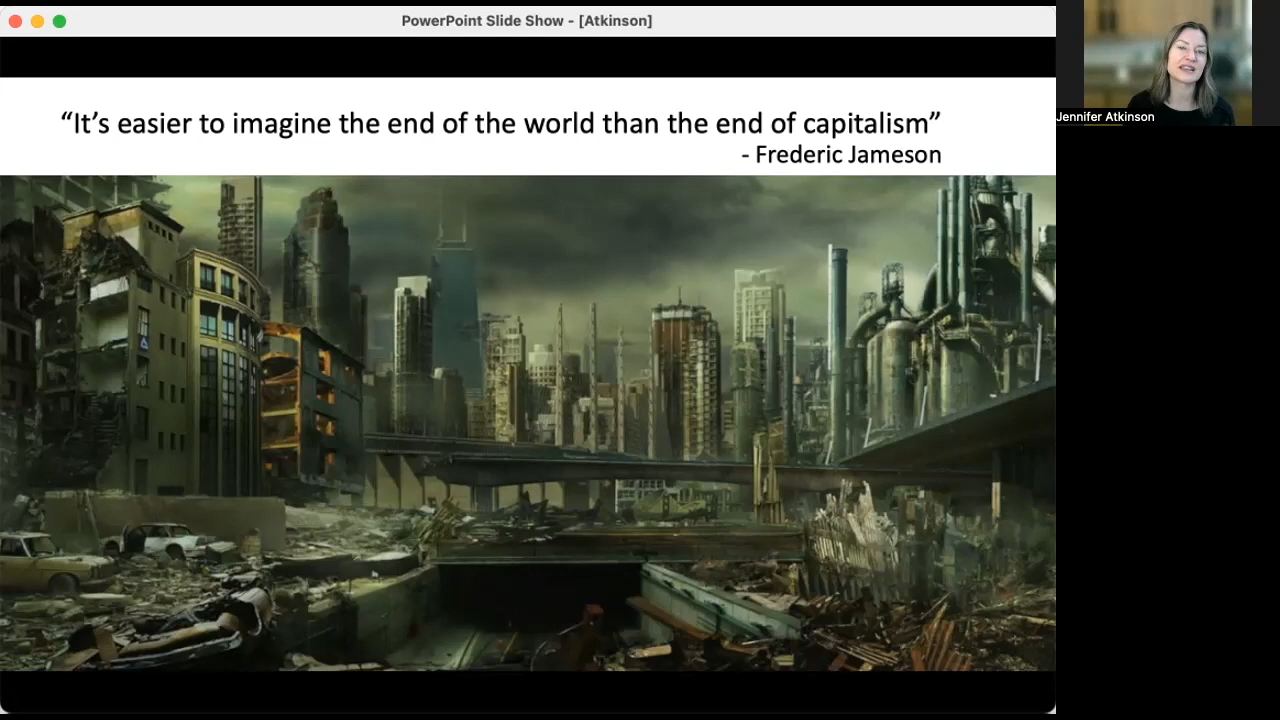 PowerPoint Slide Show - [Atkinson]
“It’s easier to imagine the end of the world than the end of capitalism”
- Frederic Jameson
Jennifer Atkinson